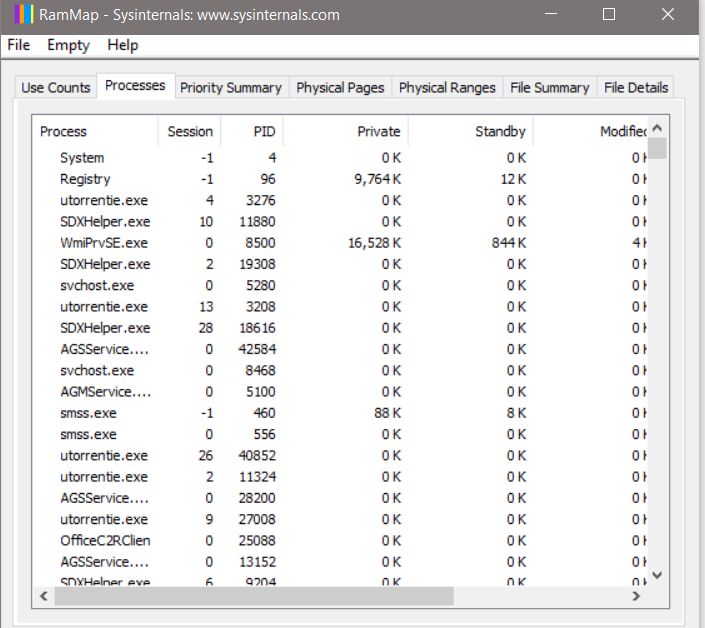 RamMap - Sysinternals: www.sysinternals.com
File Empty Help
Use Counts Processes Priority Summary Physical Pages Physical Ranges File Summary File Details
Process Session PID Private Standby Modified
System -1 4 0 K 0 K 0 K
Registry -1 96 9,764 K 12 K 0 K
utorrentie.exe 4 3276 0 K 0 K 0 K
SDXHelper.exe 10 11880 0 K 0 K 0 K
WmiPrvSE.exe 0 8500 16,528 K 844 K 4 K
SDXHelper.exe 2 19308 0 K 0 K 0 K
svchost.exe 0 5280 0 K 0 K 0 K
utorrentie.exe 13 3208 0 K 0 K 0 K
SDXHelper.exe 28 18616 0 K 0 K 0 K
AGSService.... 0 42584 0 K 0 K 0 K
svchost.exe 0 8468 0 K 0 K 0 K
AGMService.... 0 5100 0 K 0 K 0 K
smss.exe -1 460 88 K 8 K 0 K
smss.exe 0 556 0 K 0 K 0 K
utorrentie.exe 26 40852 0 K 0 K 0 K
utorrentie.exe 2 11324 0 K 0 K 0 K
AGSService.... 0 28200 0 K 0 K 0 K
utorrentie.exe 9 27008 0 K 0 K 0 K
OfficeC2RClien 0 25088 0 K 0 K 0 K
AGSService.... 0 13152 0 K 0 K 0 K
SDXHelper.exe 6 9204 0 K 0 K 0 K